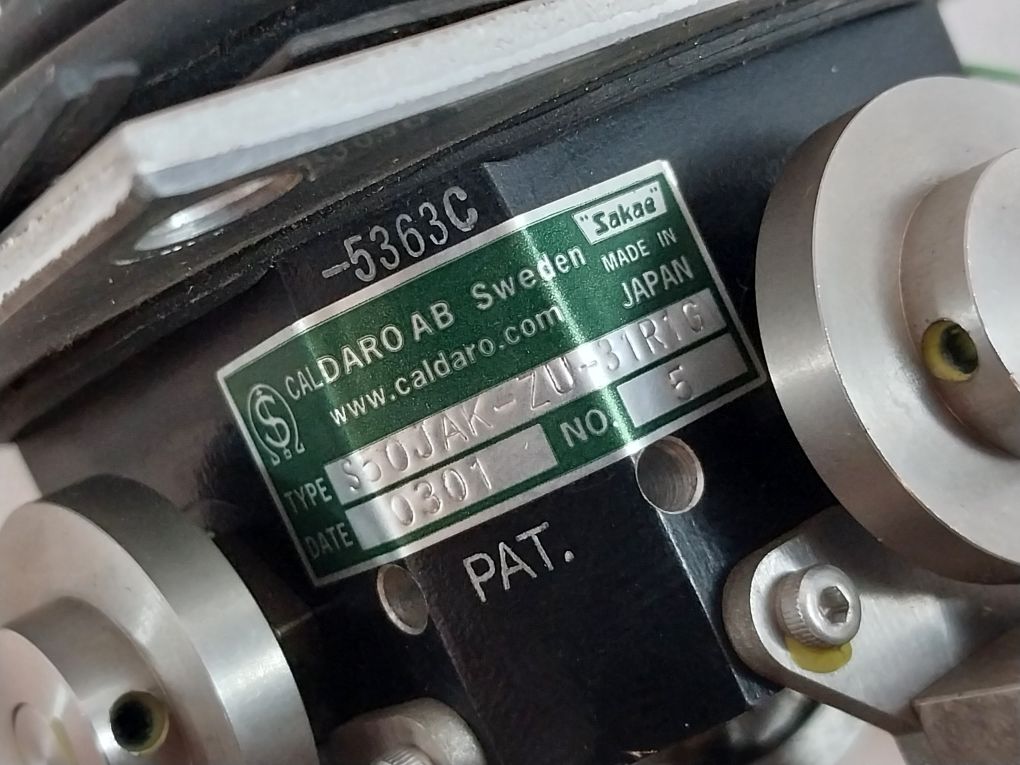 -5363C
"Sakae"
CALDARO AB Sweden
MADE IN
www.caldaro.com
JAPAN
TYPE S50JAK-ZU-31R1G
DATE 0301 NO. 5
PAT.